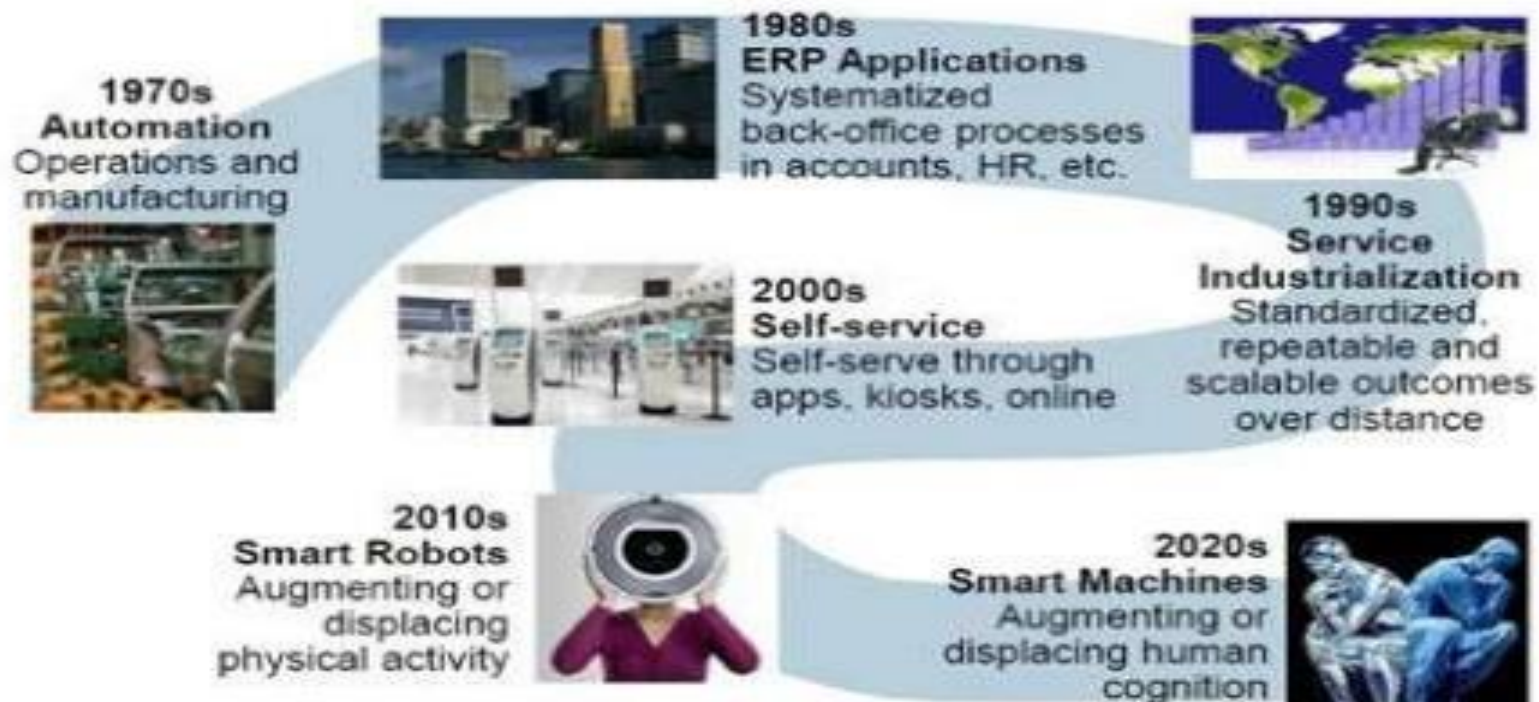 1970s
Automation
Operations and
manufacturing
1980s
ERP Applications
Systematized
back-office processes
in accounts, HR, etc.
1990s
Service
Industrialization
Standardized,
repeatable and
scalable outcomes
over distance
2000s
Self-service
Self-serve through
apps, kiosks, online
2010s
Smart Robots
Augmenting or
displacing
physical activity
2020s
Smart Machines
Augmenting or
displacing human
cognition